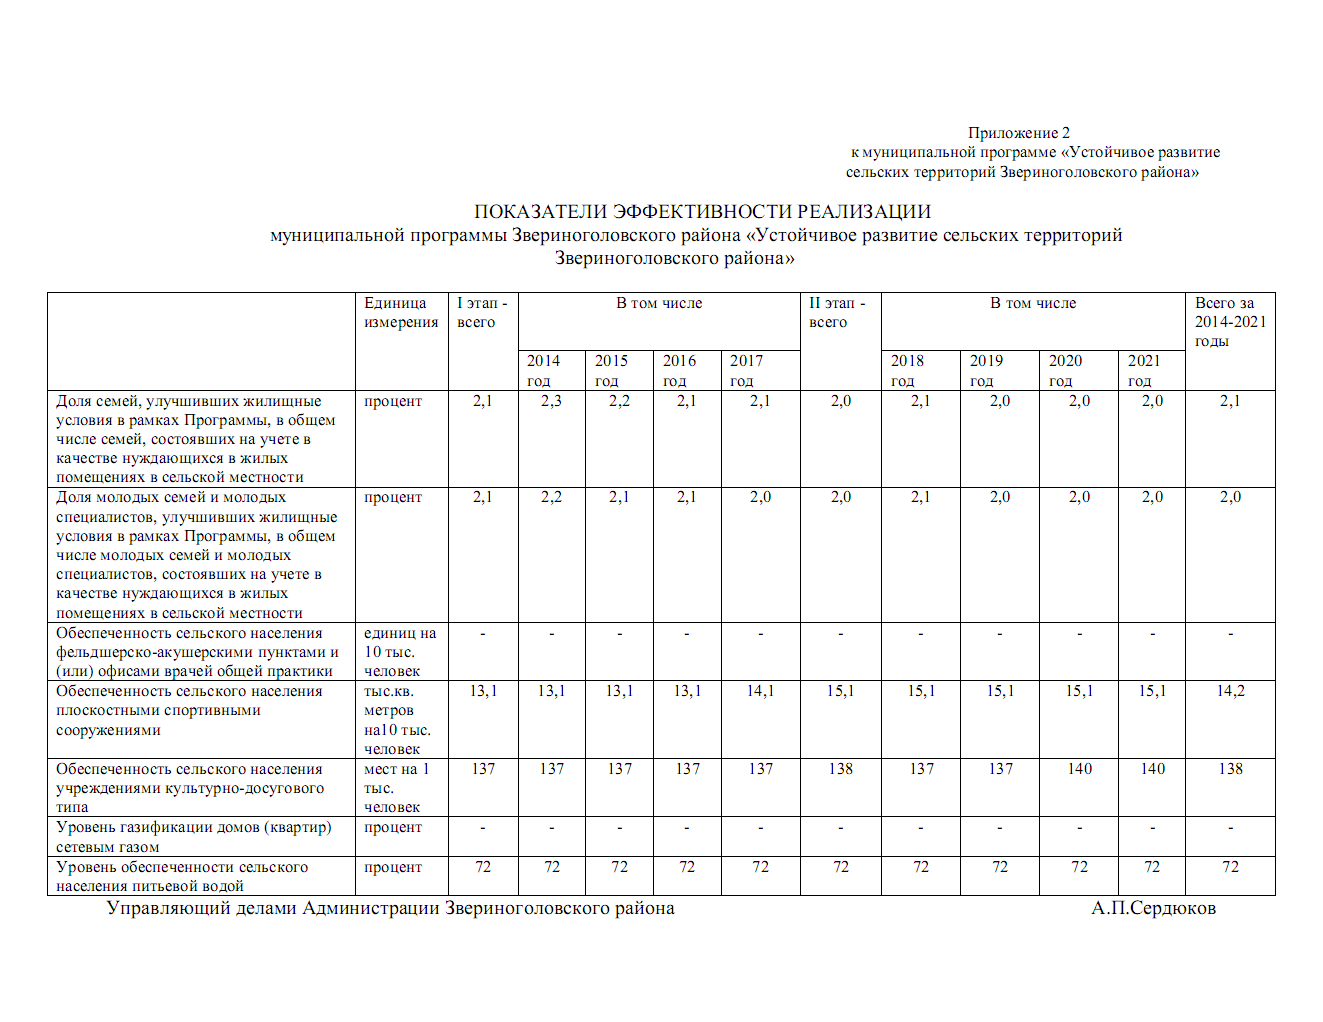 Приложение 2
к муниципальной программе «Устойчивое развитие
сельских территорий Звериноголовского района»
ПОКАЗАТЕЛИ ЭФФЕКТИВНОСТИ РЕАЛИЗАЦИИ
муниципальной программы Звериноголовского района «Устойчивое развитие сельских территорий
Звериноголовского района»
Единица I этап - В том числе II этап - В том числе Всего за
измерения всего всего 2014-2021
годы
2014 2015 2016 2017 2018 2019 2020 2021
год год год год год год год год
Доля семей, улучшивших жилищные процент 2,1 2,3 2,2 2,1 2,1 2,0 2,1 2,0 2,0 2,0 2,1
условия в рамках Программы, в общем
числе семей, состоявших на учете в
качестве нуждающихся в жилых
помещениях в сельской местности
Доля молодых семей и молодых процент 2,1 2,2 2,1 2,1 2,0 2,0 2,1 2,0 2,0 2,0 2,0
специалистов, улучшивших жилищные
условия в рамках Программы, в общем
числе молодых семей и молодых
специалистов, состоявших на учете в
качестве нуждающихся в жилых
помещениях в сельской местности
Обеспеченность сельского населения единиц на - - - - - - - - - - -
фельдшерско-акушерскими пунктами и 10 тыс.
(или) офисами врачей общей практики человек
Обеспеченность сельского населения тыс.кв. 13,1 13,1 13,1 13,1 14,1 15,1 15,1 15,1 15,1 15,1 14,2
плоскостными спортивными метров
сооружениями на10 тыс.
человек
Обеспеченность сельского населения мест на 1 137 137 137 137 137 138 137 137 140 140 138
учреждениями культурно-досугового тыс.
типа человек
Уровень газификации домов (квартир) процент - - - - - - - - - - -
сетевым газом
Уровень обеспеченности сельского процент 72 72 72 72 72 72 72 72 72 72 72
населения питьевой водой
Управляющий делами Администрации Звериноголовского района А.П.Сердюков